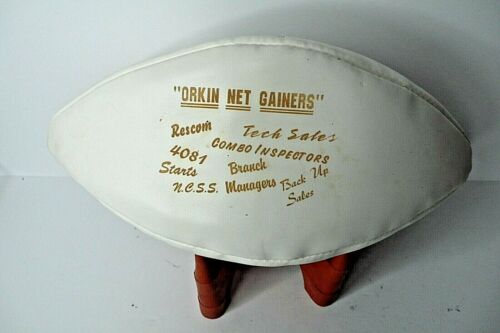 "ORKIN NET GAINERS"
Rescom Tech Sales
4081 COMBO INSPECTORS
Starts Branch
N.C.S.S. Managers Back Up
Sales